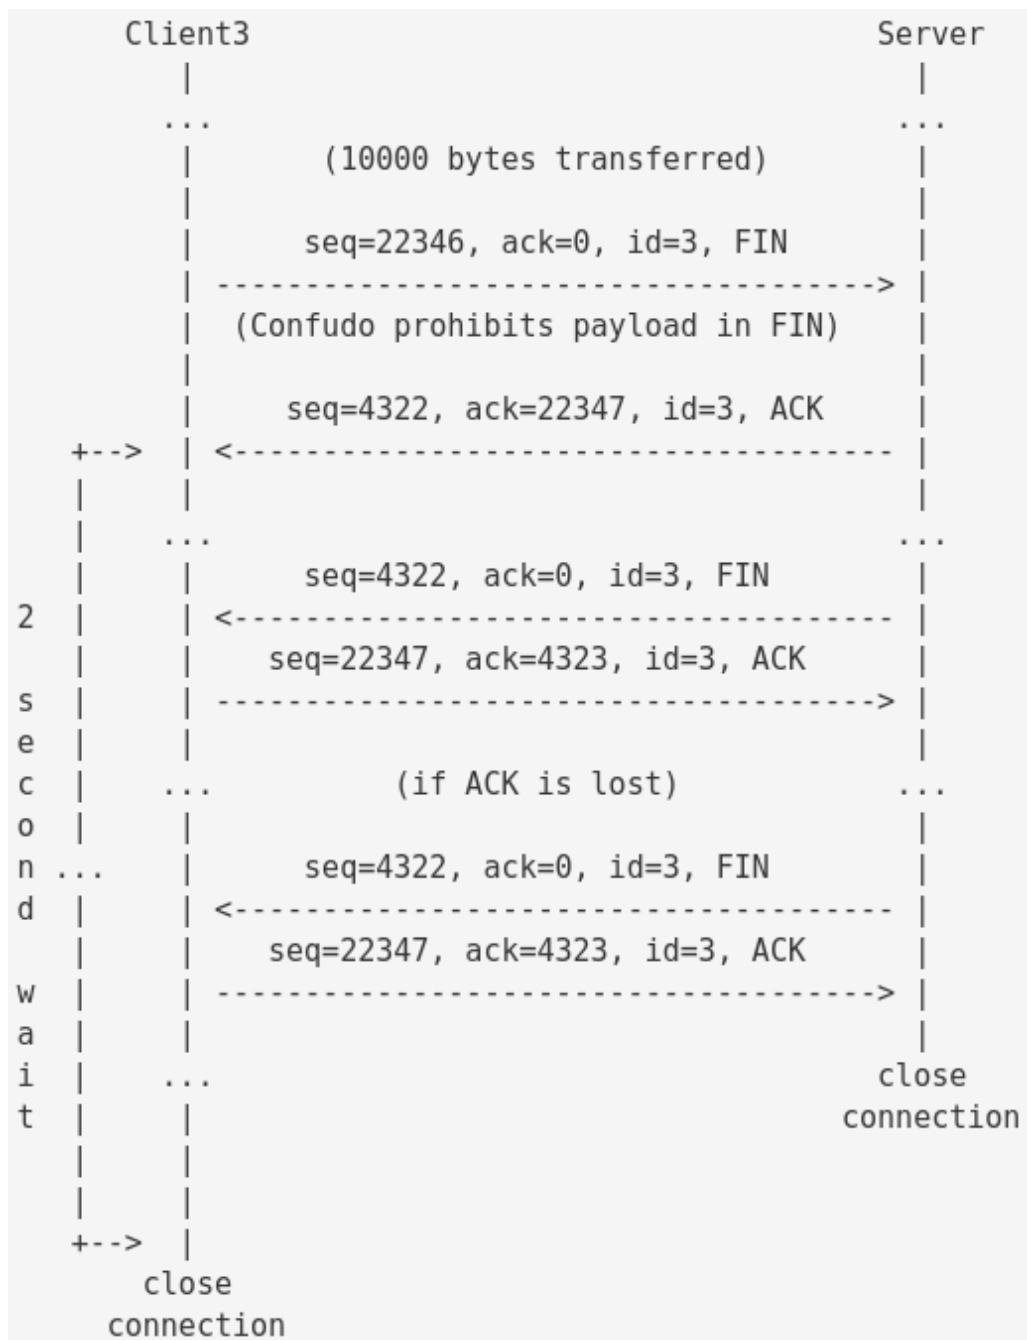 Client3 Server
... ...
(10000 bytes transferred)
seq=22346, ack=0, id=3, FIN
| --------------------------------------> |
(Confudo prohibits payload in FIN)
seq=4322, ack=22347, id=3, ACK
+--> | <-------------------------------------- |
... ...
seq=4322, ack=0, id=3, FIN
2 | | <-------------------------------------- |
seq=22347, ack=4323, id=3, ACK
s | | --------------------------------------> |
e
c | ... (if ACK is lost) ...
o
n ... | seq=4322, ack=0, id=3, FIN |
d | | <-------------------------------------- |
seq=22347, ack=4323, id=3, ACK
w | | --------------------------------------> |
a
i | ... close
t | | connection
+--> |
close
connection